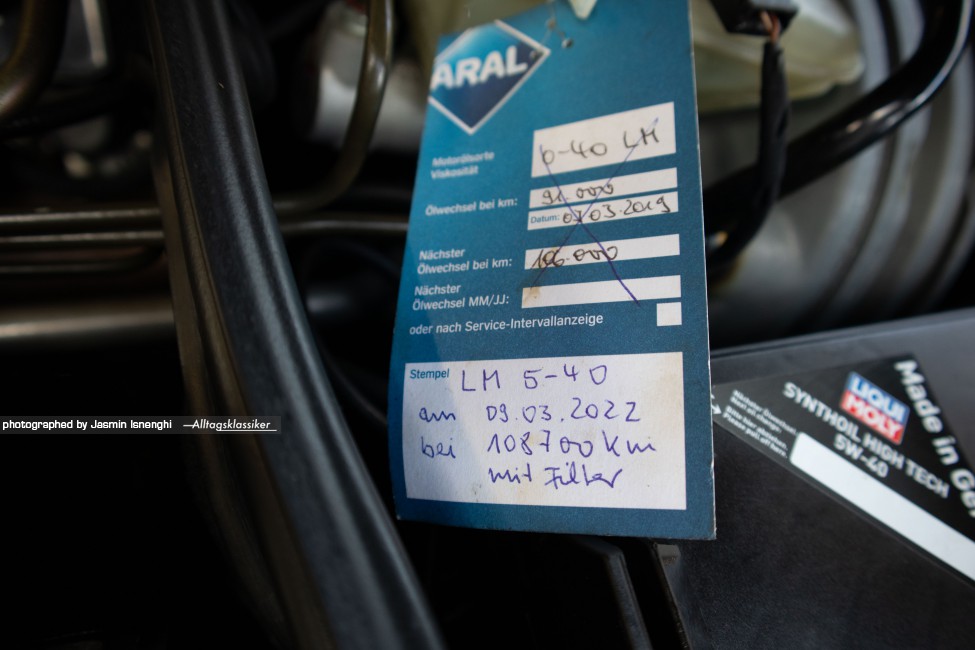 ARAL
Motorölsorte
Viskosität
0-40 LM
Ölwechsel bei km: 91.000
Datum: 07.03.2019
Nächster
Ölwechsel bei km: 106.000
Nächster
Ölwechsel MM/JJ:
oder nach Service-Intervallanzeige
Stempel LM 5-40
am 09.03.2022
bei 108700 km
mit Filter
LIQUI
MOLY
Made in Ger
SYNTHOIL HIGH TECH
5W-40
photographed by Jasmin Isnenghi —Alltagsklassiker